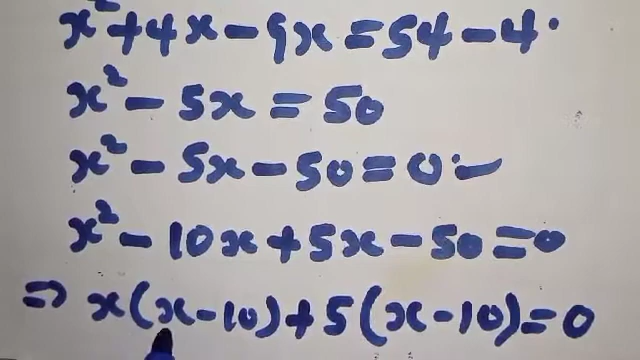 x² + 4x - 9x = 54 - 4.
x² - 5x = 50
x² - 5x - 50 = 0.
x² - 10x + 5x - 50 = 0
⇒ x(x - 10) + 5(x - 10) = 0